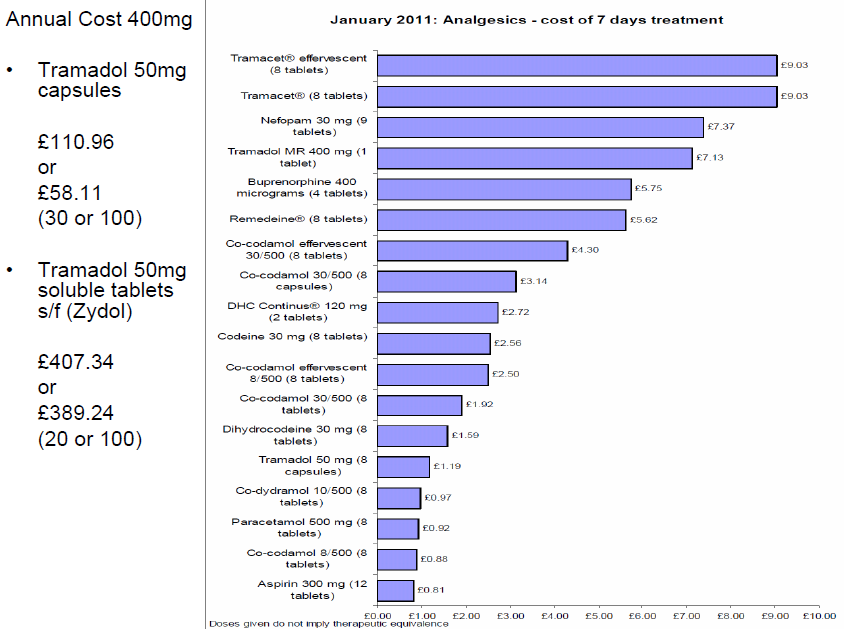 Annual Cost 400mg
• Tramadol 50mg
capsules
£110.96
or
£58.11
(30 or 100)
• Tramadol 50mg
soluble tablets
s/f (Zydol)
£407.34
or
£389.24
(20 or 100)
January 2011: Analgesics - cost of 7 days treatment
Tramacet® effervescent
(8 tablets)
£9.03
Tramacet® (8 tablets)
£9.03
Nefopam 30 mg (9
tablets)
£7.37
Tramadol MR 400 mg (1
tablet)
£7.13
Buprenorphine 400
micrograms (4 tablets)
£5.75
Remedeine® (8 tablets)
£5.62
Co-codamol effervescent
30/500 (8 tablets)
£4.30
Co-codamol 30/500 (8
capsules)
£3.14
DHC Continus® 120 mg
(2 tablets)
£2.72
Codeine 30 mg (8 tablets)
£2.56
Co-codamol effervescent
8/500 (8 tablets)
£2.50
Co-codamol 30/500 (8
tablets)
£1.92
Dihydrocodeine 30 mg (8
tablets)
£1.59
Tramadol 50 mg (8
capsules)
£1.19
Co-dydramol 10/500 (8
tablets)
£0.97
Paracetamol 500 mg (8
tablets)
£0.92
Co-codamol 8/500 (8
tablets)
£0.88
Aspirin 300 mg (12
tablets)
£0.81
£0.00 £1.00 £2.00 £3.00 £4.00 £5.00 £6.00 £7.00 £8.00 £9.00 £10.00
Doses given do not imply therapeutic equivalence